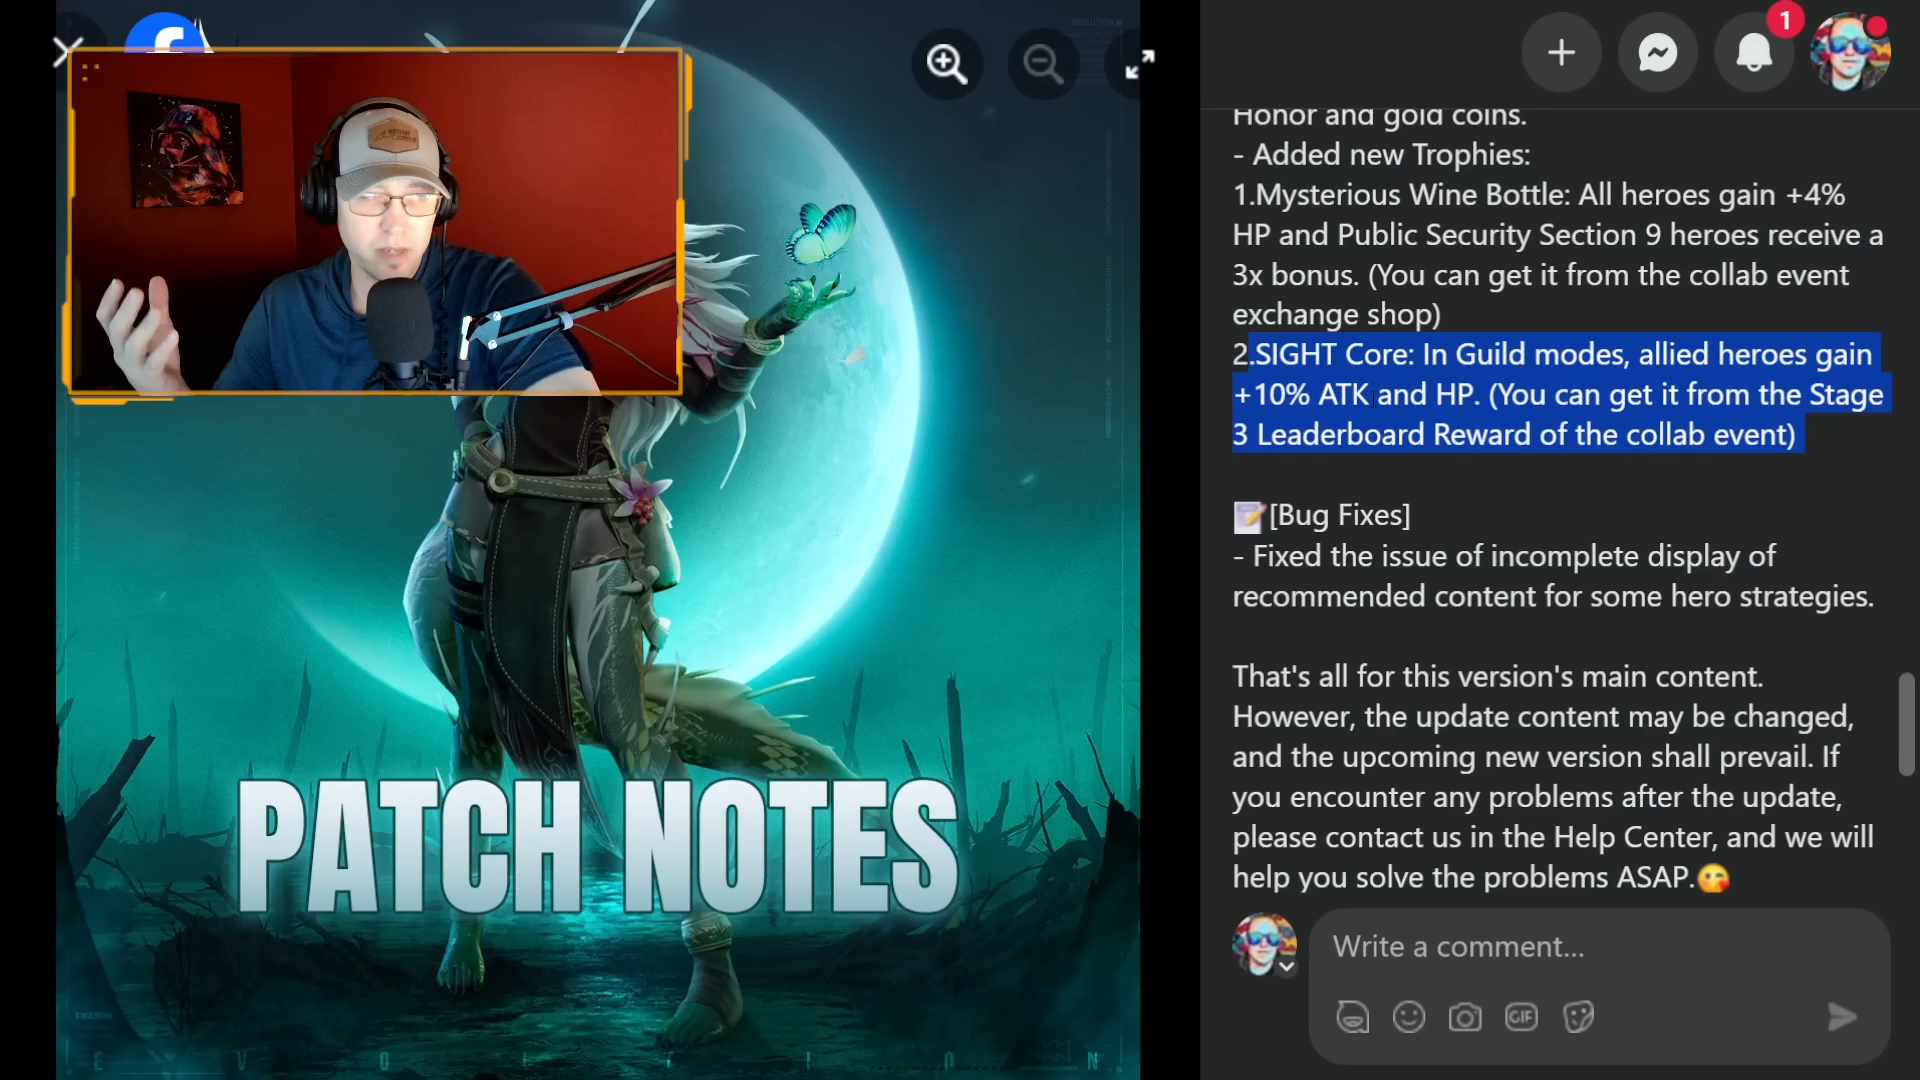 1
Honor and gold coins.
- Added new Trophies:
1.Mysterious Wine Bottle: All heroes gain +4%
HP and Public Security Section 9 heroes receive a
3x bonus. (You can get it from the collab event
exchange shop)
2.SIGHT Core: In Guild modes, allied heroes gain
+10% ATK and HP. (You can get it from the Stage
3 Leaderboard Reward of the collab event)
📝[Bug Fixes]
- Fixed the issue of incomplete display of
recommended content for some hero strategies.
That's all for this version's main content.
However, the update content may be changed,
and the upcoming new version shall prevail. If
you encounter any problems after the update,
please contact us in the Help Center, and we will
help you solve the problems ASAP.😘
Write a comment...
GIF
PATCH NOTES
EVOLUTION